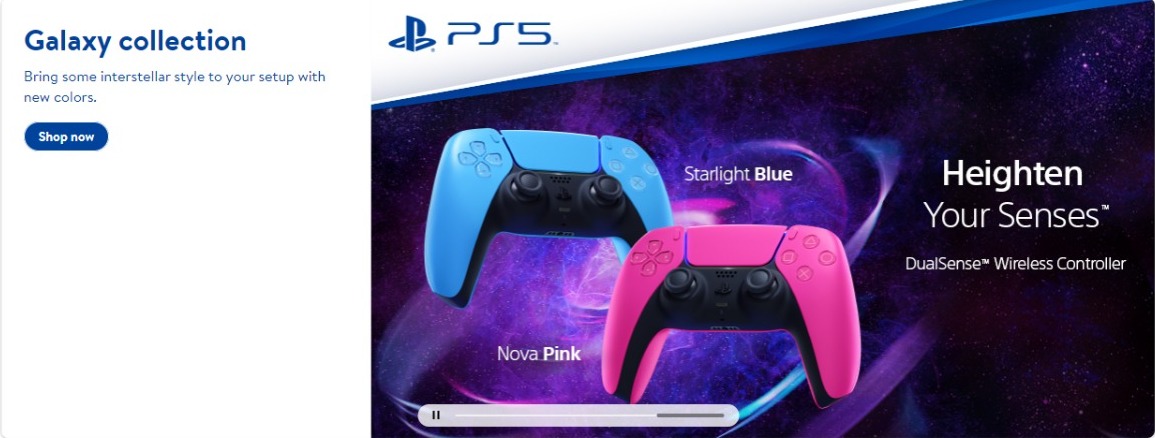 Galaxy collection
Bring some interstellar style to your setup with
new colors.
Shop now
PS5™
Starlight Blue
Heighten
Your Senses™
DualSense™ Wireless Controller
Nova Pink